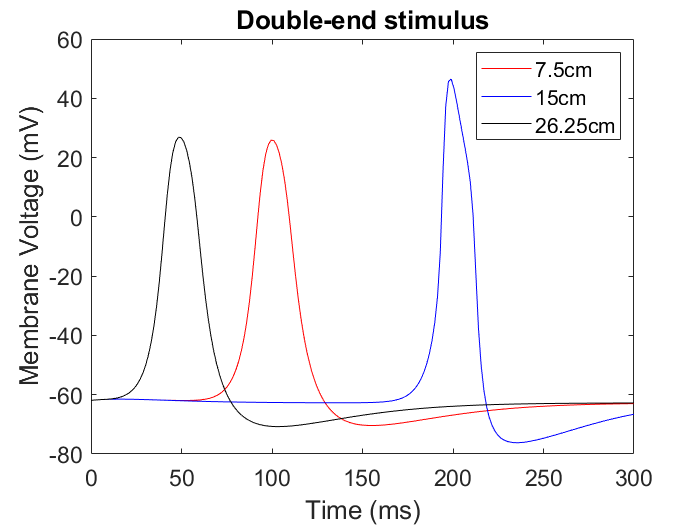 Double-end stimulus
60
40
20
0
-20
-40
-60
-80
Membrane Voltage (mV)
7.5cm
15cm
26.25cm
0 50 100 150 200 250 300
Time (ms)